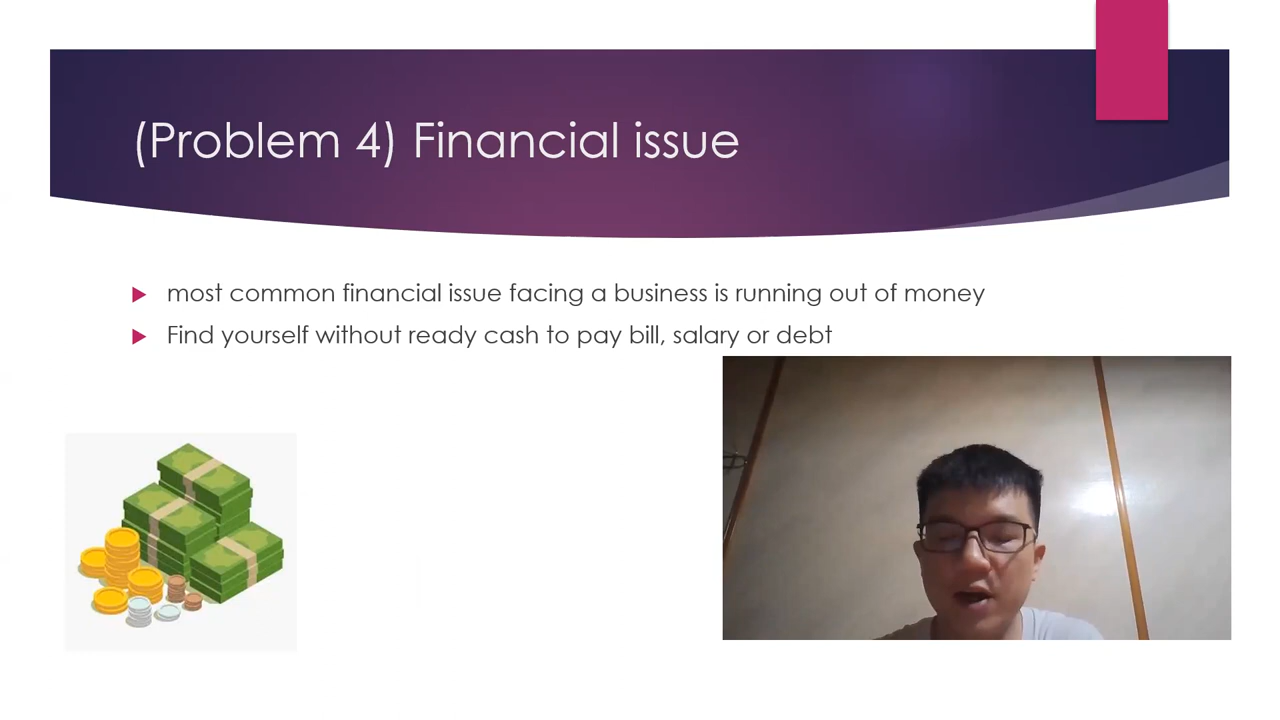 (Problem 4) Financial issue
most common financial issue facing a business is running out of money
Find yourself without ready cash to pay bill, salary or debt